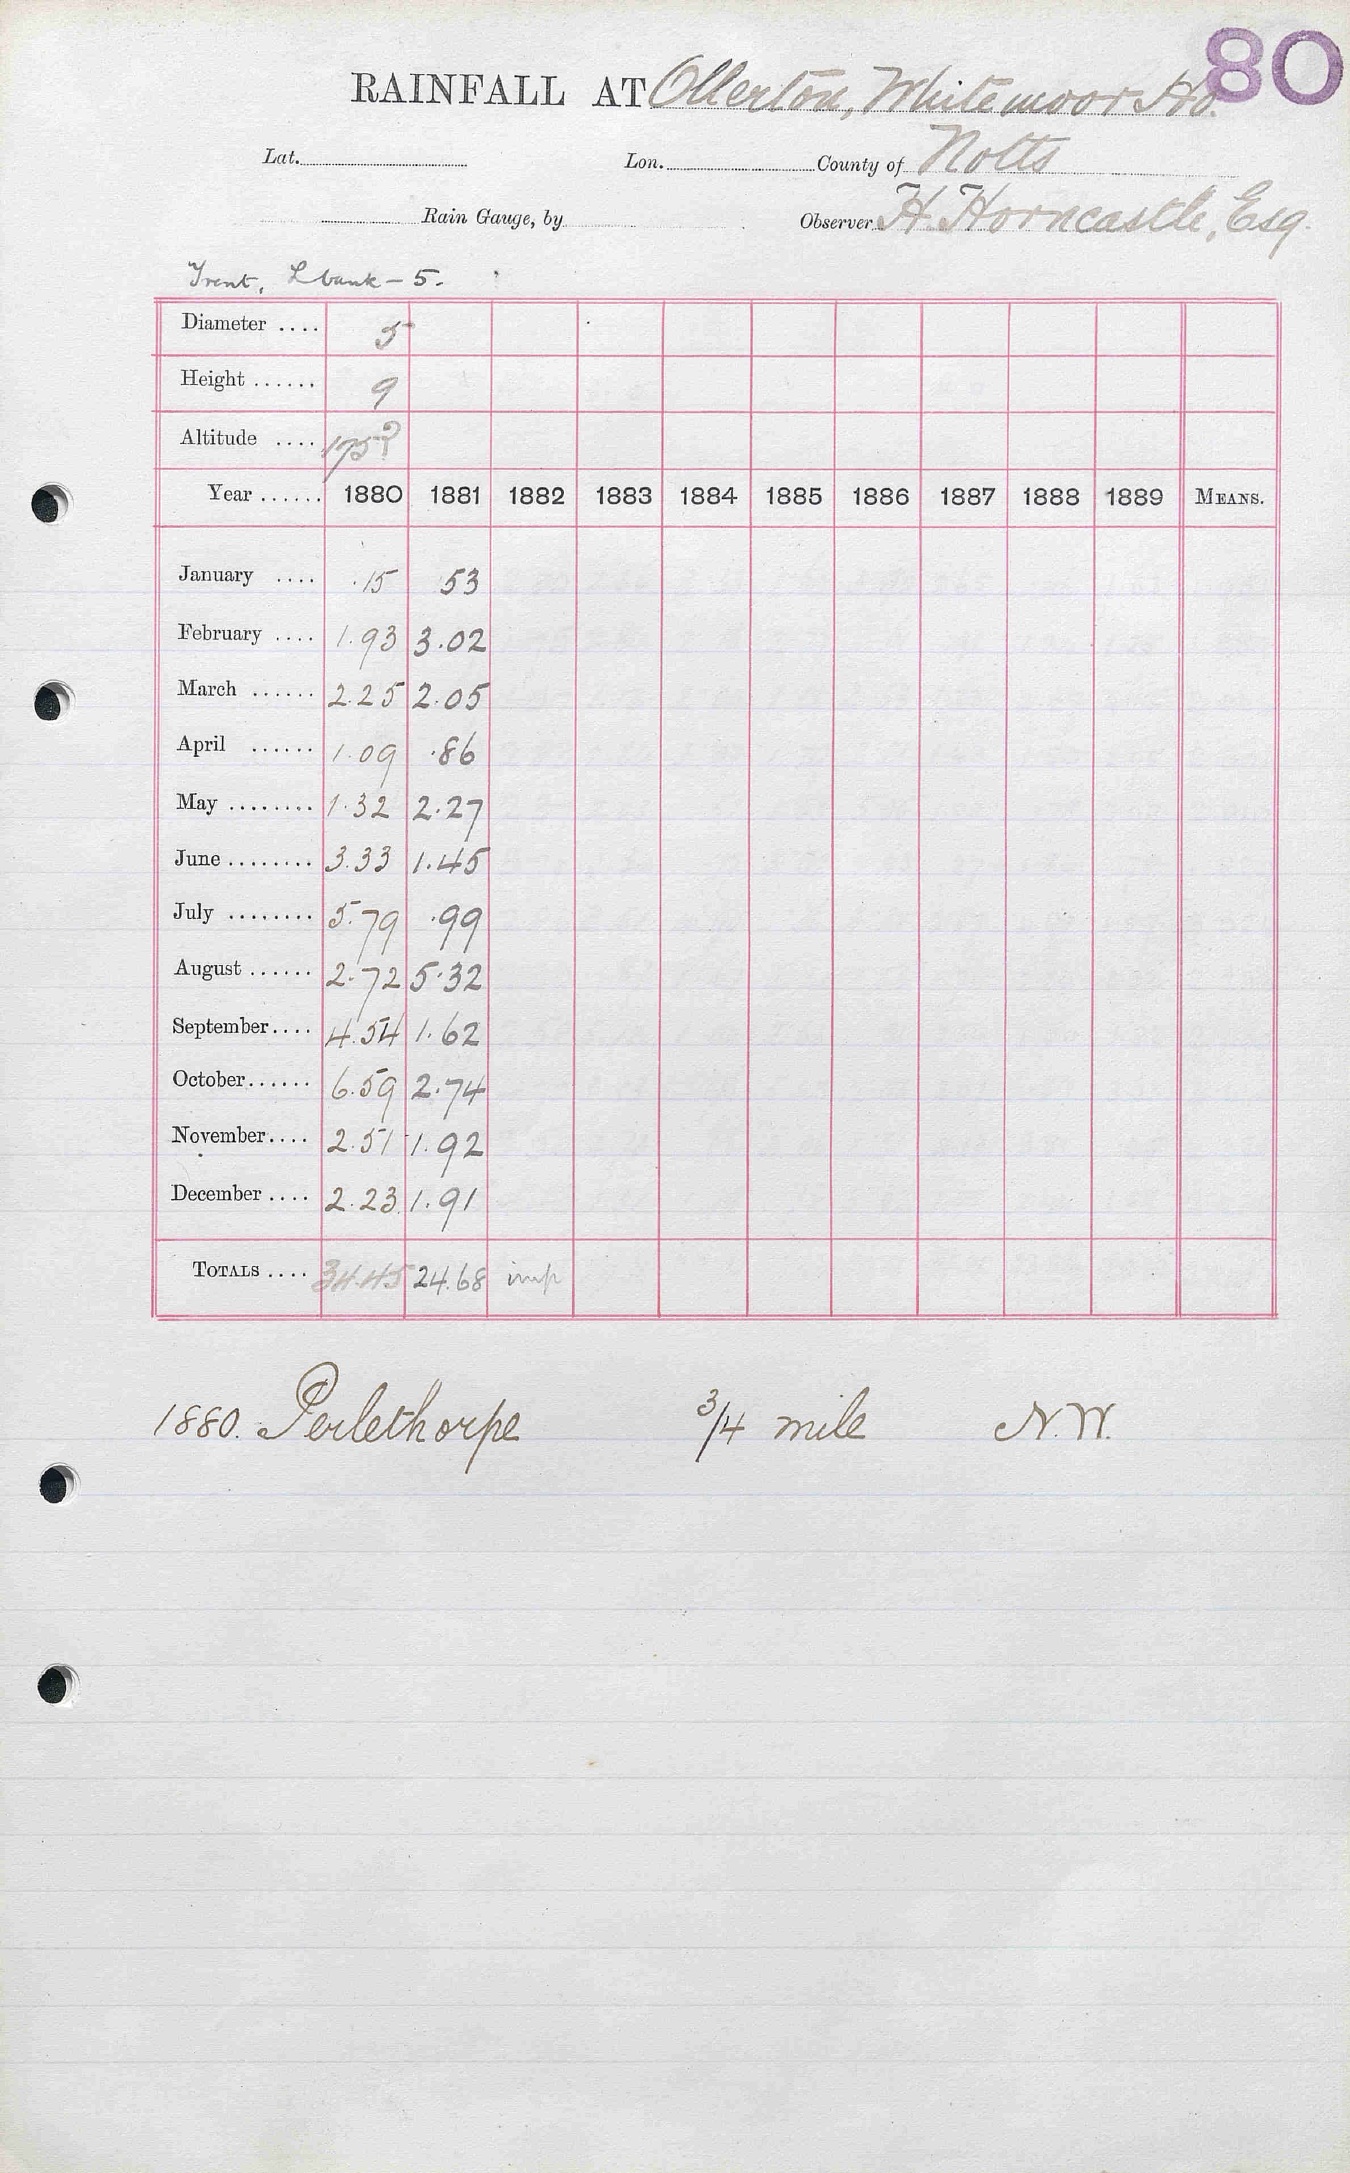 80
RAINFALL AT Ollerton, Whitemoor Ho.
Lat. Lon. County of Notts
Rain Gauge, by Observer H. Horncastle, Esq.
Trent, L bank - 5.
Diameter .... 5
Height ...... 9
Altitude .... 175?
Year ...... 1880 1881 1882 1883 1884 1885 1886 1887 1888 1889 MEANS.
January .... .15 .53
February .... 1.93 3.02
March ...... 2.25 2.05
April ...... 1.09 .86
May ........ 1.32 2.27
June ........ 3.33 1.45
July ........ 5.79 .99
August ...... 2.72 5.32
September.... 4.54 1.62
October...... 6.59 2.74
November.... 2.51 1.92
December .... 2.23 1.91
TOTALS .... 34.45 24.68 imp
1880. Perlethorpe 3/4 mile N.W.